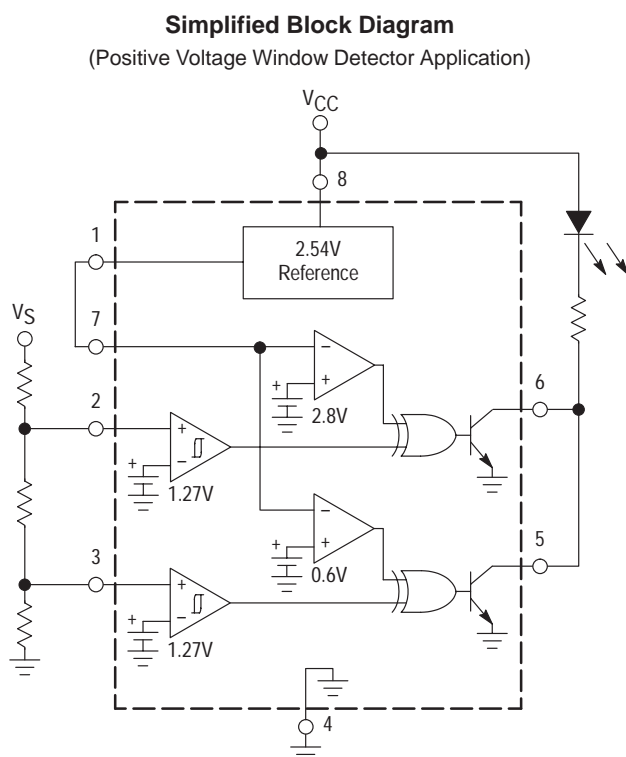 Simplified Block Diagram
(Positive Voltage Window Detector Application)
VCC
8
1
2.54V
Reference
VS
7
−
+
+
2.8V
6
2
+
−
+
1.27V
−
+
+
0.6V
5
3
+
−
+
1.27V
4